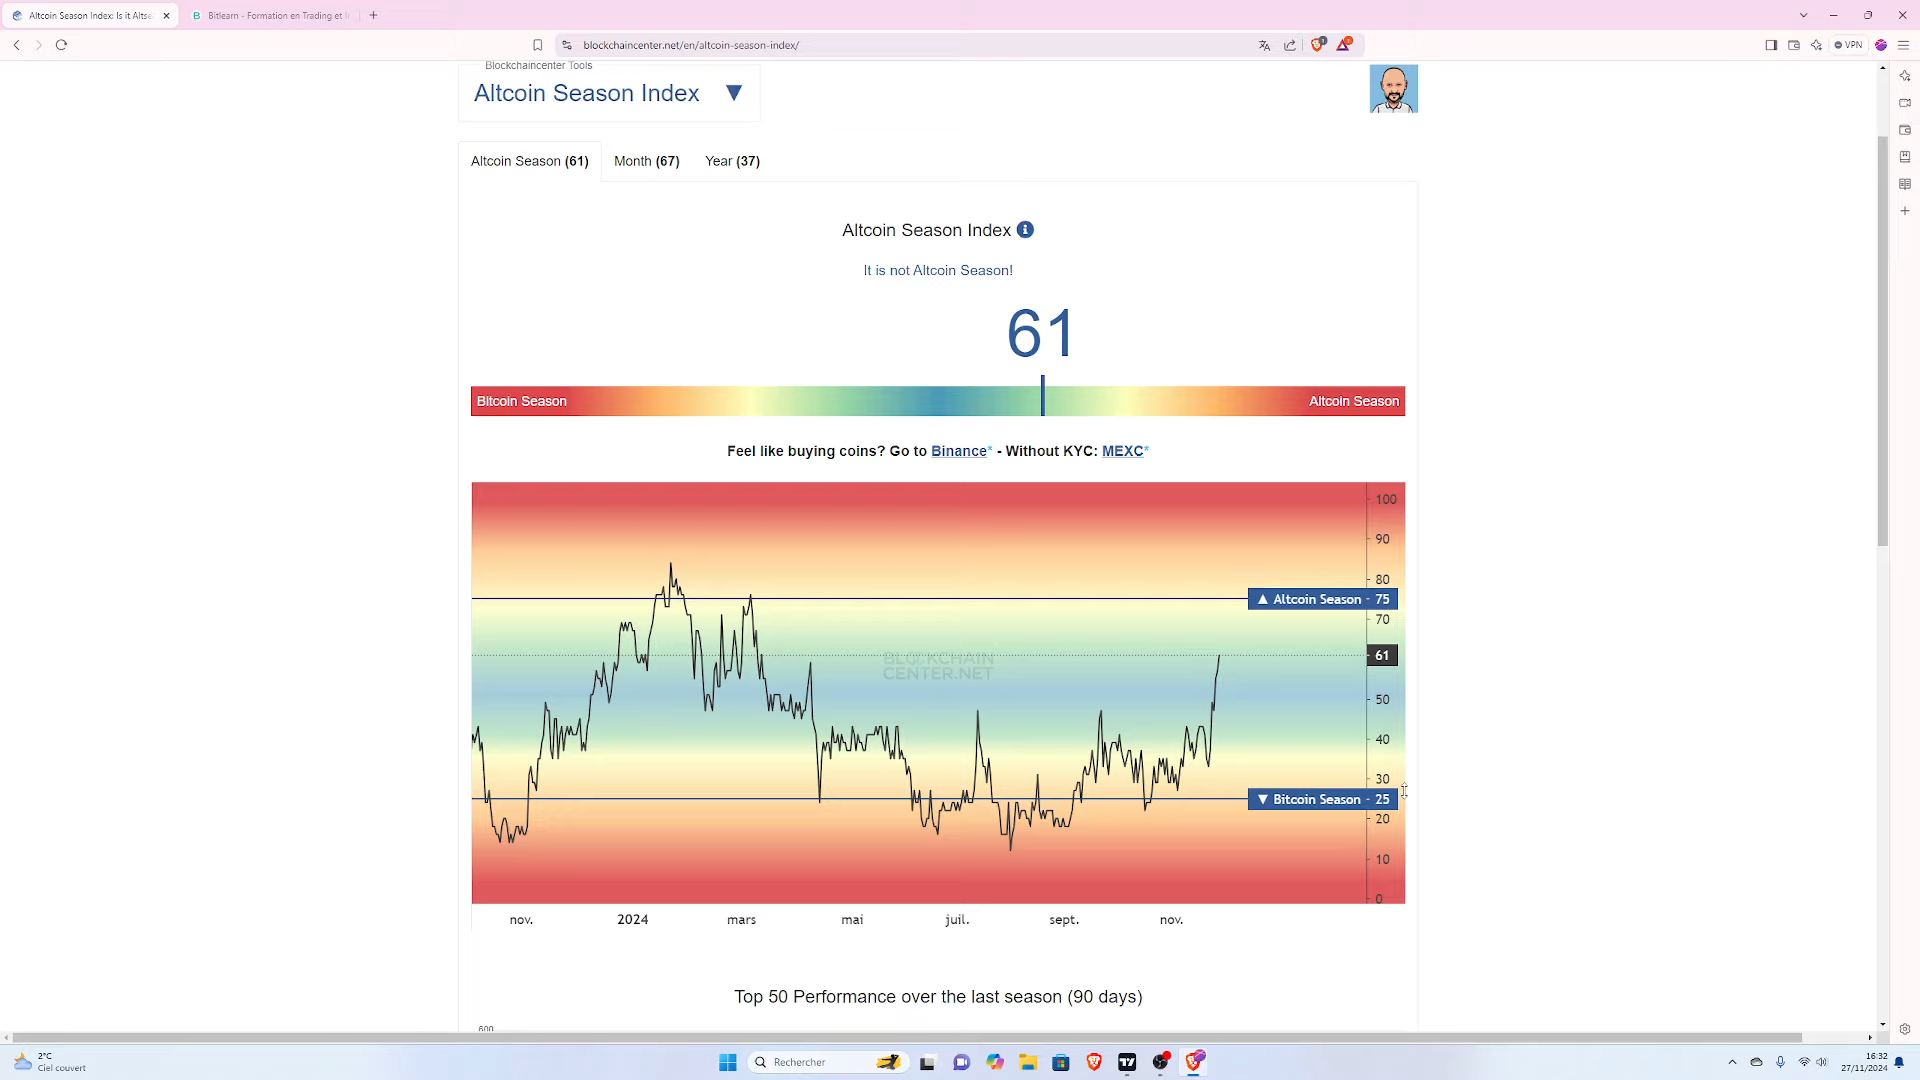 Altcoin Season Index: Is it Altse
Bitlearn - Formation en Trading et I
blockchaincenter.net/en/altcoin-season-index/
VPN
Blockchaincenter Tools
Altcoin Season Index ▼
Altcoin Season (61)
Month (67)
Year (37)
Altcoin Season Index
It is not Altcoin Season!
61
Bitcoin Season
Altcoin Season
Feel like buying coins? Go to Binance* - Without KYC: MEXC*
100
90
80
▲ Altcoin Season - 75
70
BLOCKCHAIN
CENTER.NET
61
50
40
30
▼ Bitcoin Season - 25
20
10
0
nov.
2024
mars
mai
juil.
sept.
nov.
Top 50 Performance over the last season (90 days)
600
2°C
Ciel couvert
Rechercher
16:32
27/11/2024